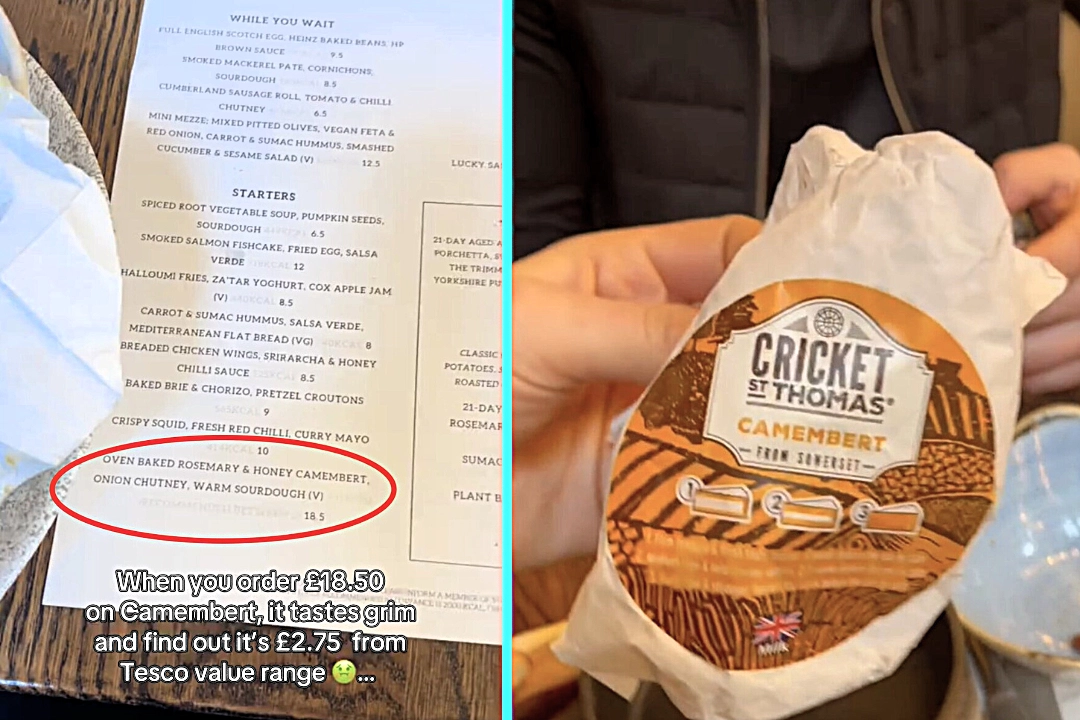 WHILE YOU WAIT
FULL ENGLISH SCOTCH EGG, HEINZ BAKED BEANS, HP
BROWN SAUCE 9.5
SMOKED MACKEREL PATE, CORNICHONS,
SOURDOUGH 8.5
CUMBERLAND SAUSAGE ROLL, TOMATO & CHILLI
CHUTNEY 6.5
MINI MEZZE; MIXED PITTED OLIVES, VEGAN FETA &
RED ONION, CARROT & SUMAC HUMMUS, SMASHED
CUCUMBER & SESAME SALAD (V) 12.5
STARTERS
SPICED ROOT VEGETABLE SOUP, PUMPKIN SEEDS,
SOURDOUGH 6.5
SMOKED SALMON FISHCAKE, FRIED EGG, SALSA
VERDE 12
HALLOUMI FRIES, ZA'TAR YOGHURT, COX APPLE JAM
(V) 8.5
CARROT & SUMAC HUMMUS, SALSA VERDE,
MEDITERRANEAN FLAT BREAD (VG) 8
BREADED CHICKEN WINGS, SRIRARCHA & HONEY
CHILLI SAUCE 8.5
BAKED BRIE & CHORIZO, PRETZEL CROUTONS
9
CRISPY SQUID, FRESH RED CHILLI, CURRY MAYO
10
OVEN BAKED ROSEMARY & HONEY CAMEMBERT,
ONION CHUTNEY, WARM SOURDOUGH (V)
18.5
LUCKY
21-DAY AGED
PORCHETTA,
THE TRIMM
YORKSHIRE PU
CLASSIC
POTATOES,
ROASTED
21-DAY
ROSEMAR
SUMAC
PLANT B
When you order £18.50
on Camembert, it tastes grim
and find out it's £2.75 from
Tesco value range 🤢...
CRICKET
ST THOMAS®
CAMEMBERT
FROM SOMERSET
1 2 3